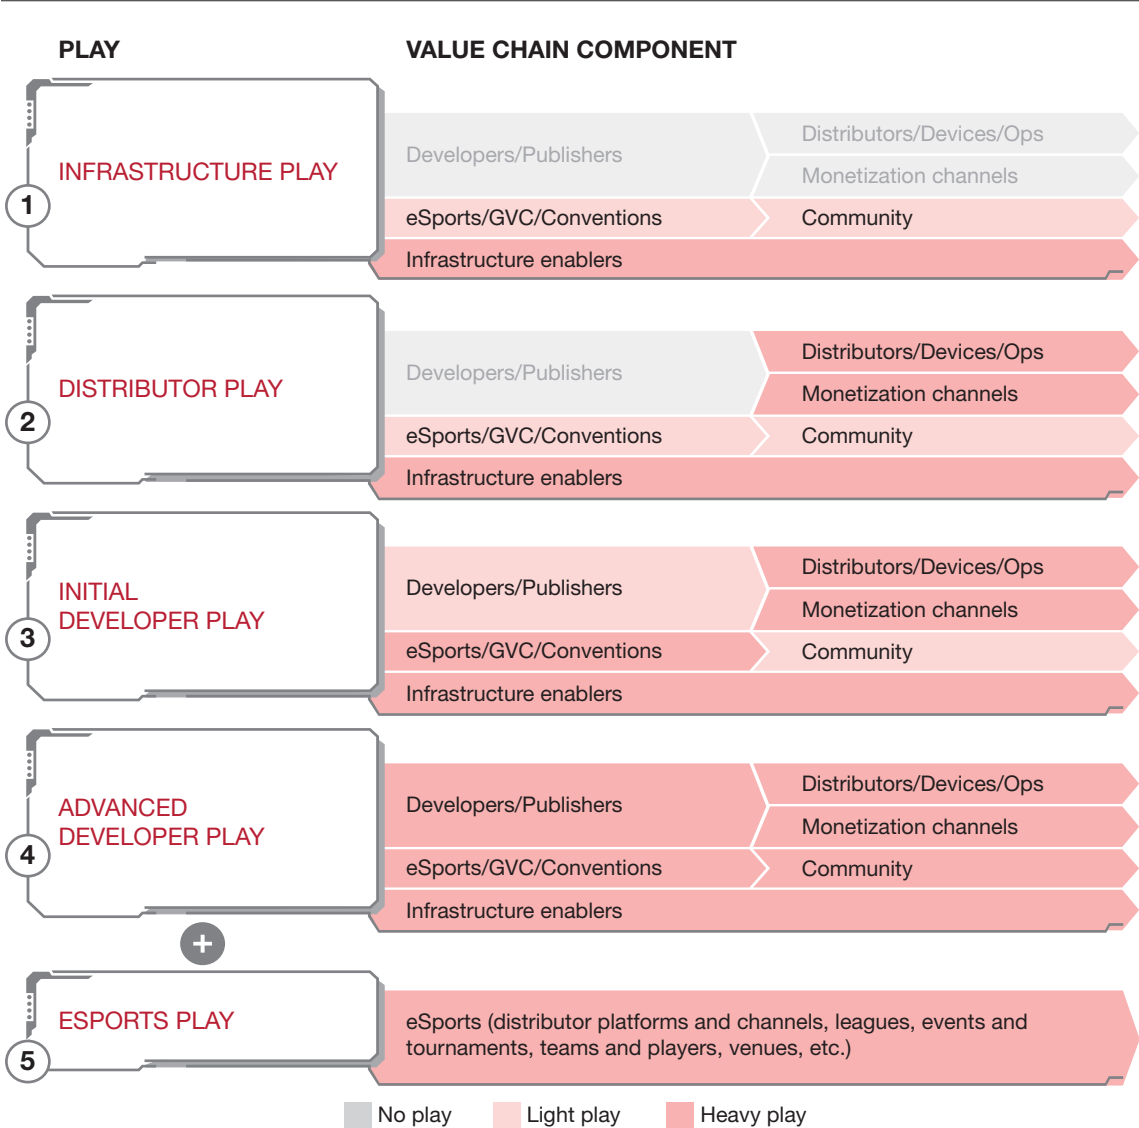 PLAY
VALUE CHAIN COMPONENT
1
INFRASTRUCTURE PLAY
Developers/Publishers
Distributors/Devices/Ops
Monetization channels
eSports/GVC/Conventions
Community
Infrastructure enablers
2
DISTRIBUTOR PLAY
Developers/Publishers
Distributors/Devices/Ops
Monetization channels
eSports/GVC/Conventions
Community
Infrastructure enablers
3
INITIAL
DEVELOPER PLAY
Developers/Publishers
Distributors/Devices/Ops
Monetization channels
eSports/GVC/Conventions
Community
Infrastructure enablers
4
ADVANCED
DEVELOPER PLAY
Developers/Publishers
Distributors/Devices/Ops
Monetization channels
eSports/GVC/Conventions
Community
Infrastructure enablers
+
5
ESPORTS PLAY
eSports (distributor platforms and channels, leagues, events and
tournaments, teams and players, venues, etc.)
No play
Light play
Heavy play